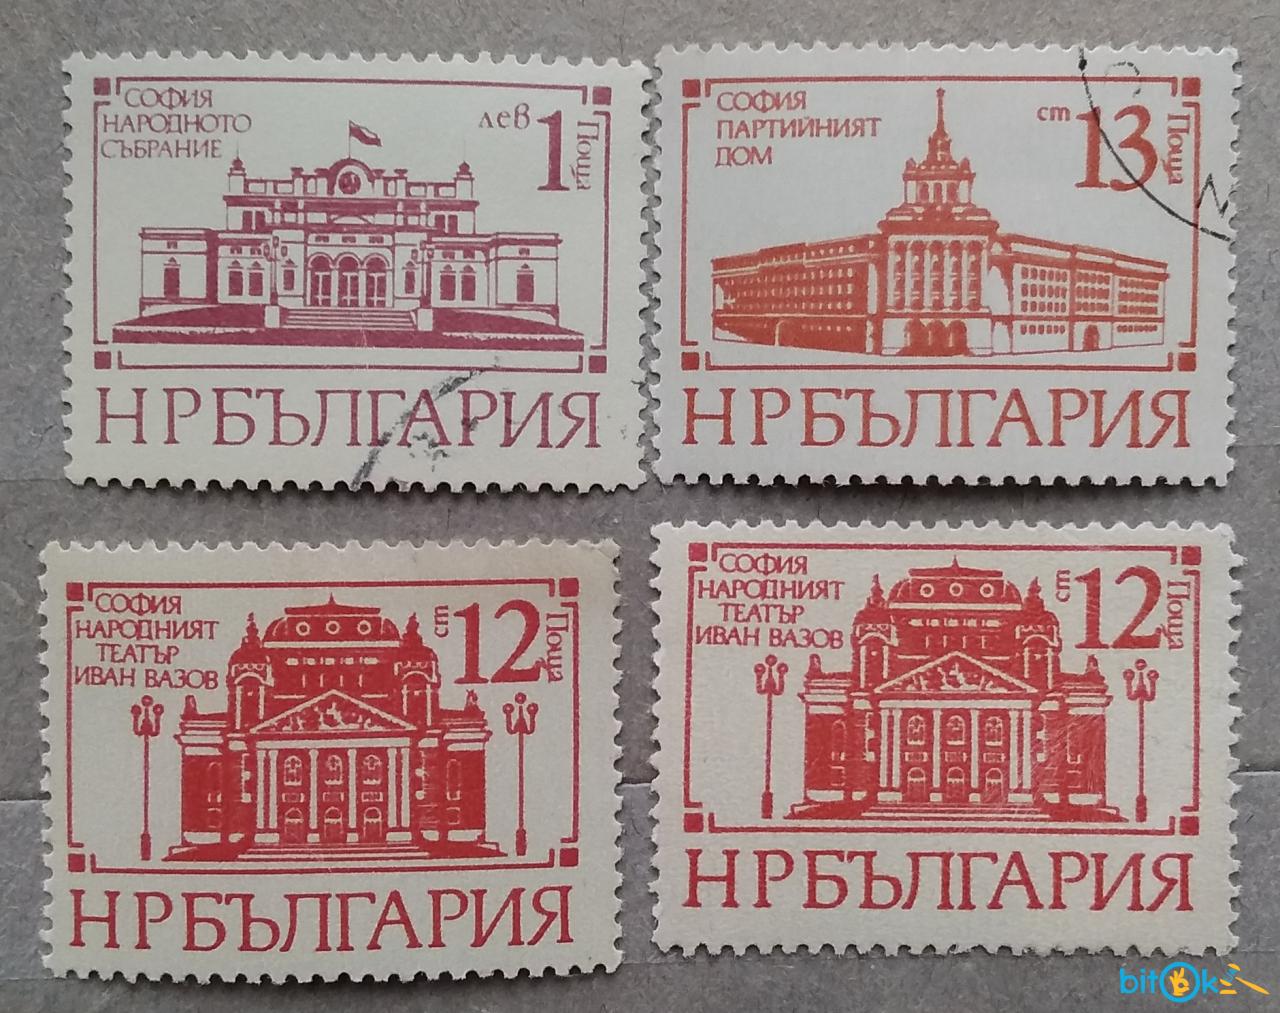 СОФИЯ
НАРОДНОТО
СЪБРАНИЕ
лев 1
Поща
НРБЪЛГАРИЯ
СОФИЯ
ПАРТИЙНИЯТ
ДОМ
ст 13
Поща
НРБЪЛГАРИЯ
СОФИЯ
НАРОДНИЯТ
ТЕАТЪР
ИВАН ВАЗОВ
ст 12
Поща
НРБЪЛГАРИЯ
СОФИЯ
НАРОДНИЯТ
ТЕАТЪР
ИВАН ВАЗОВ
ст 12
Поща
НРБЪЛГАРИЯ